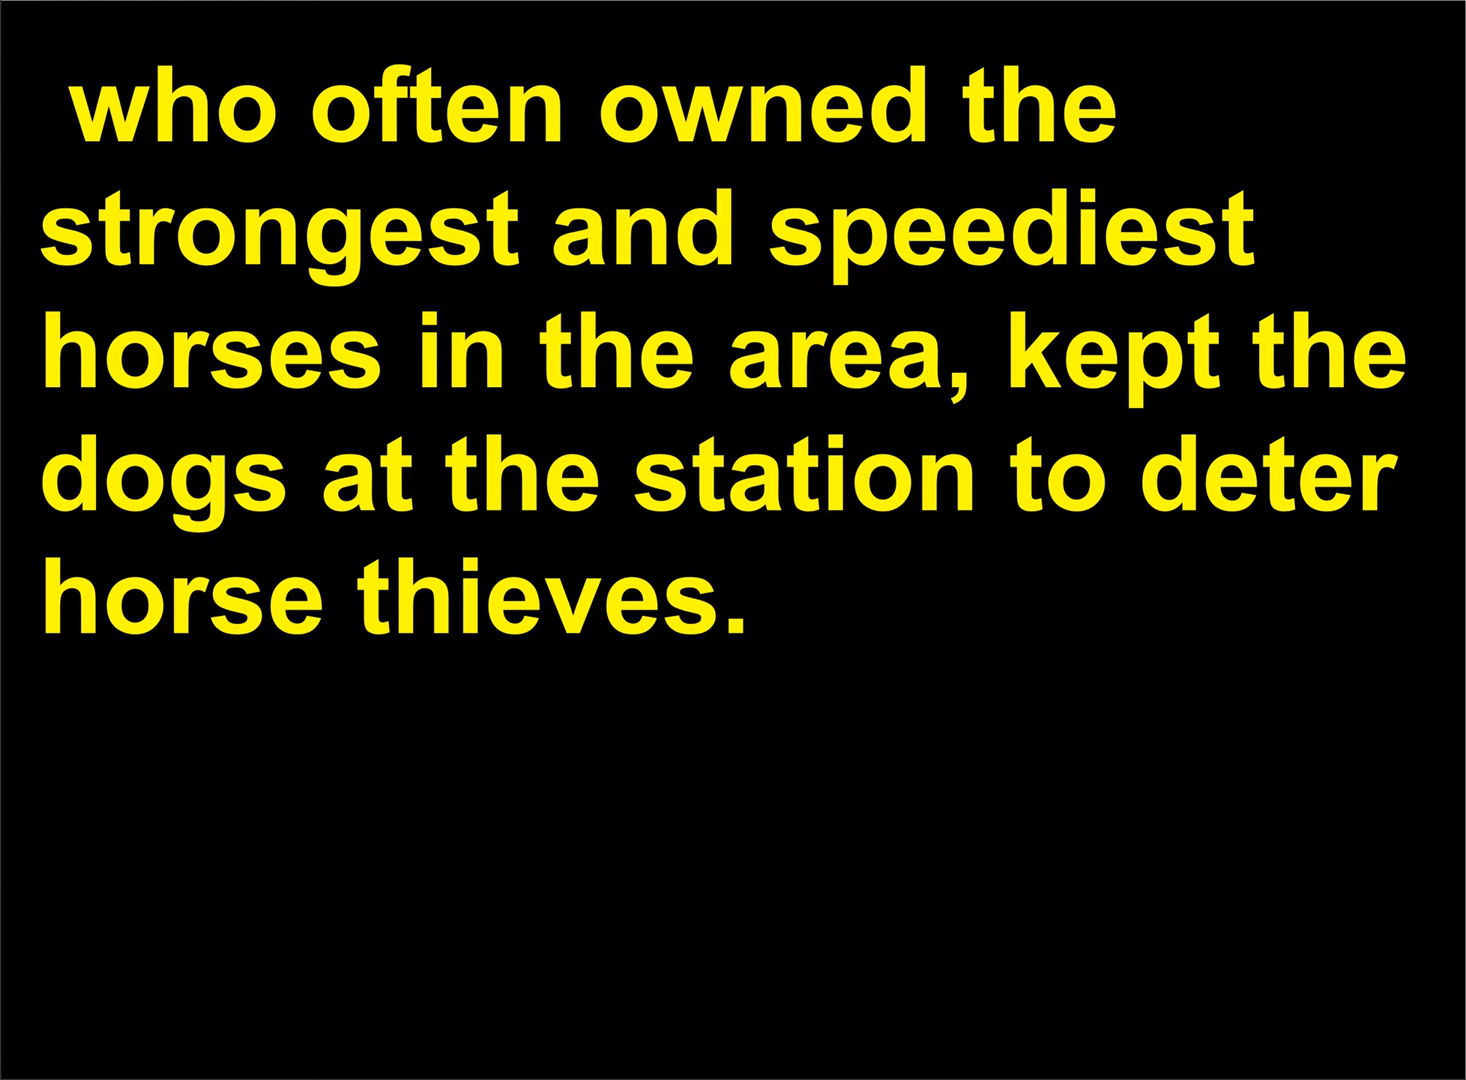 who often owned the
strongest and speediest
horses in the area, kept the
dogs at the station to deter
horse thieves.